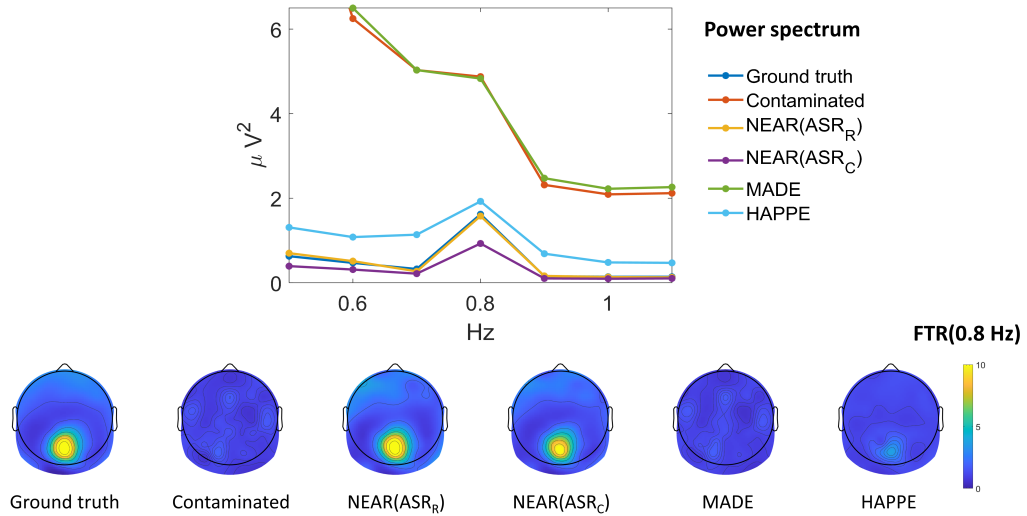 Power spectrum
6
4
2
0
μ V²
0.6
0.8
1
Hz
Ground truth
Contaminated
NEAR(ASR_R)
NEAR(ASR_C)
MADE
HAPPE
FTR(0.8 Hz)
10
5
0
Ground truth
Contaminated
NEAR(ASR_R)
NEAR(ASR_C)
MADE
HAPPE